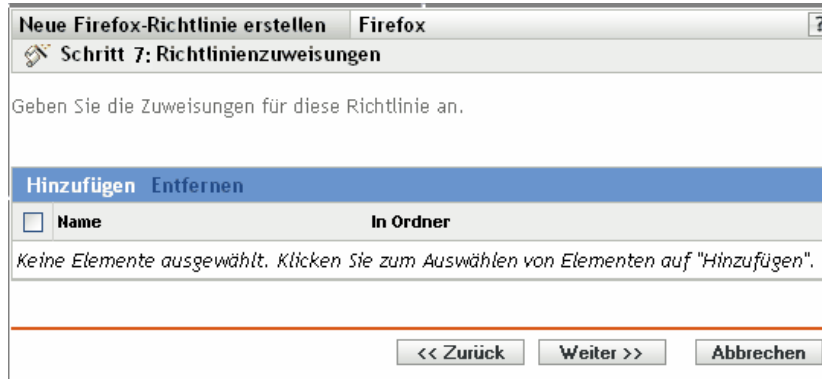 Neue Firefox-Richtlinie erstellen Firefox ?
Schritt 7: Richtlinienzuweisungen
Geben Sie die Zuweisungen für diese Richtlinie an.
Hinzufügen Entfernen
Name In Ordner
Keine Elemente ausgewählt. Klicken Sie zum Auswählen von Elementen auf "Hinzufügen".
<< Zurück Weiter >> Abbrechen